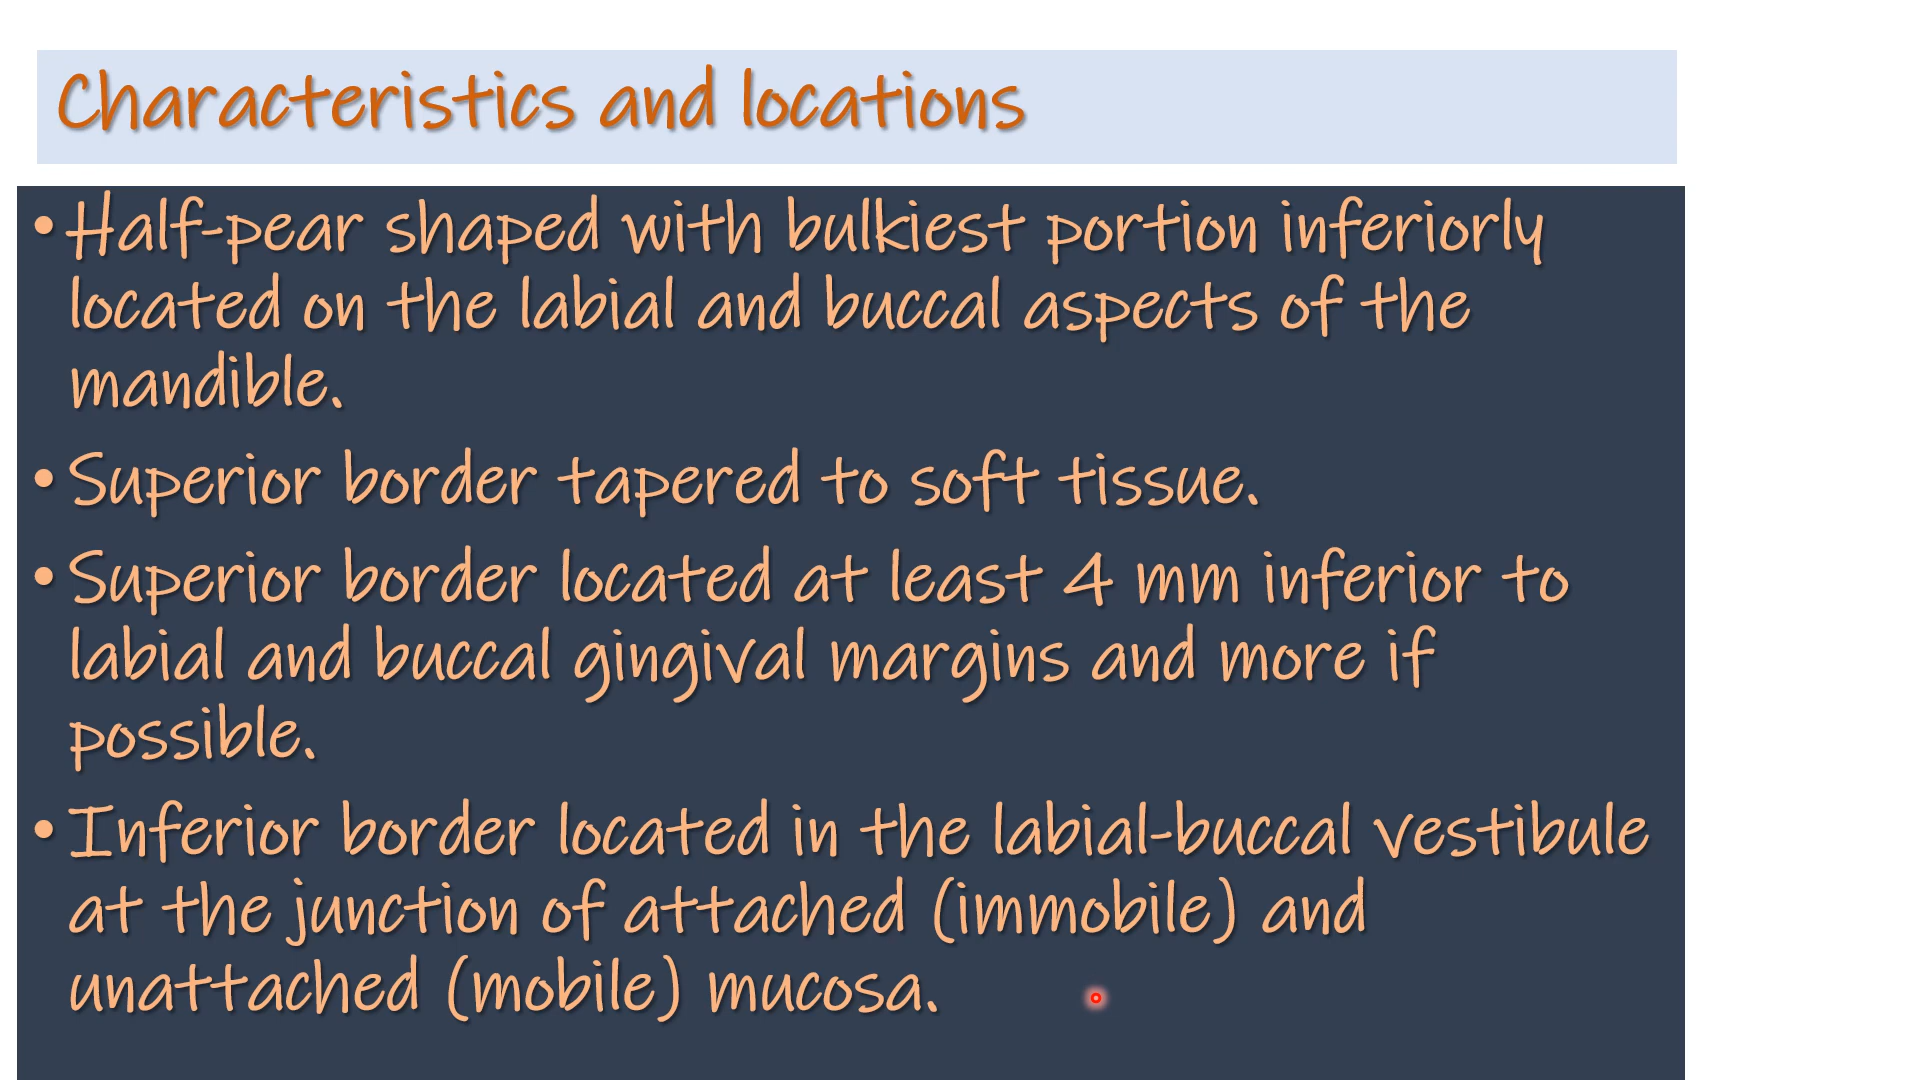 Characteristics and locations
• Half-pear shaped with bulkiest portion inferiorly
located on the labial and buccal aspects of the
mandible.
• Superior border tapered to soft tissue.
• Superior border located at least 4 mm inferior to
labial and buccal gingival margins and more if
possible.
• Inferior border located in the labial-buccal vestibule
at the junction of attached (immobile) and
unattached (mobile) mucosa.